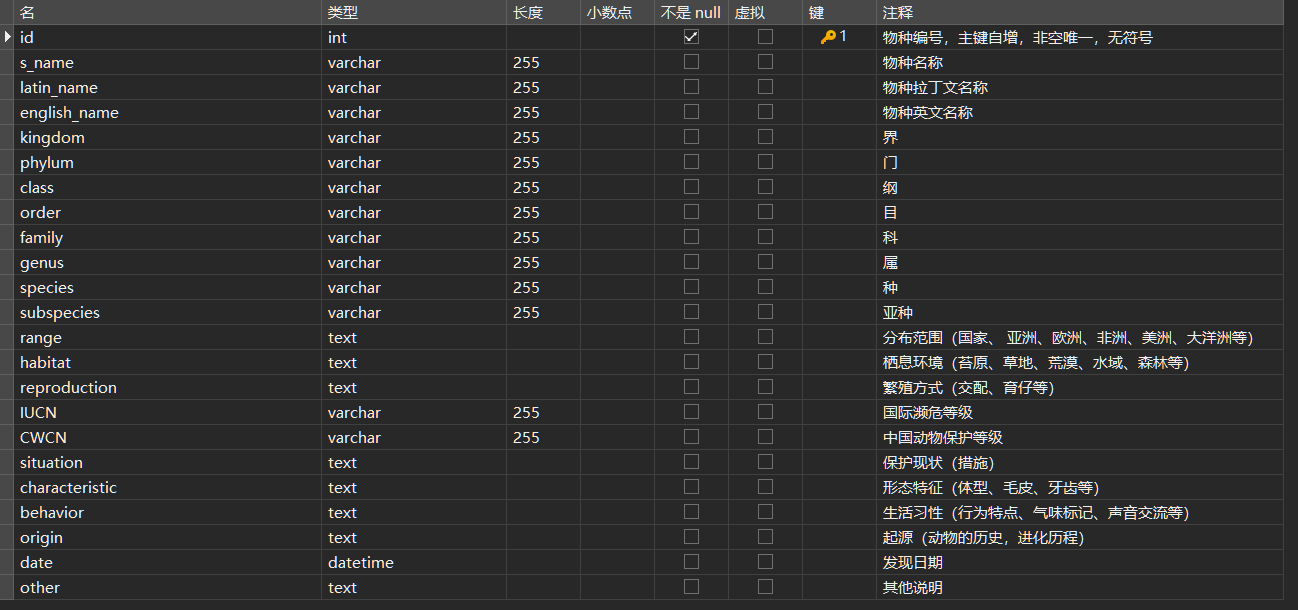 名 类型 长度 小数点 不是 null 虚拟 键 注释
id int 1 物种编号，主键自增，非空唯一，无符号
s_name varchar 255 物种名称
latin_name varchar 255 物种拉丁文名称
english_name varchar 255 物种英文名称
kingdom varchar 255 界
phylum varchar 255 门
class varchar 255 纲
order varchar 255 目
family varchar 255 科
genus varchar 255 属
species varchar 255 种
subspecies varchar 255 亚种
range text 分布范围（国家、 亚洲、欧洲、非洲、美洲、大洋洲等）
habitat text 栖息环境（苔原、草地、荒漠、水域、森林等）
reproduction text 繁殖方式（交配、育仔等）
IUCN varchar 255 国际濒危等级
CWCN varchar 255 中国动物保护等级
situation text 保护现状（措施）
characteristic text 形态特征（体型、毛皮、牙齿等）
behavior text 生活习性（行为特点、气味标记、声音交流等）
origin text 起源（动物的历史，进化历程）
date datetime 发现日期
other text 其他说明